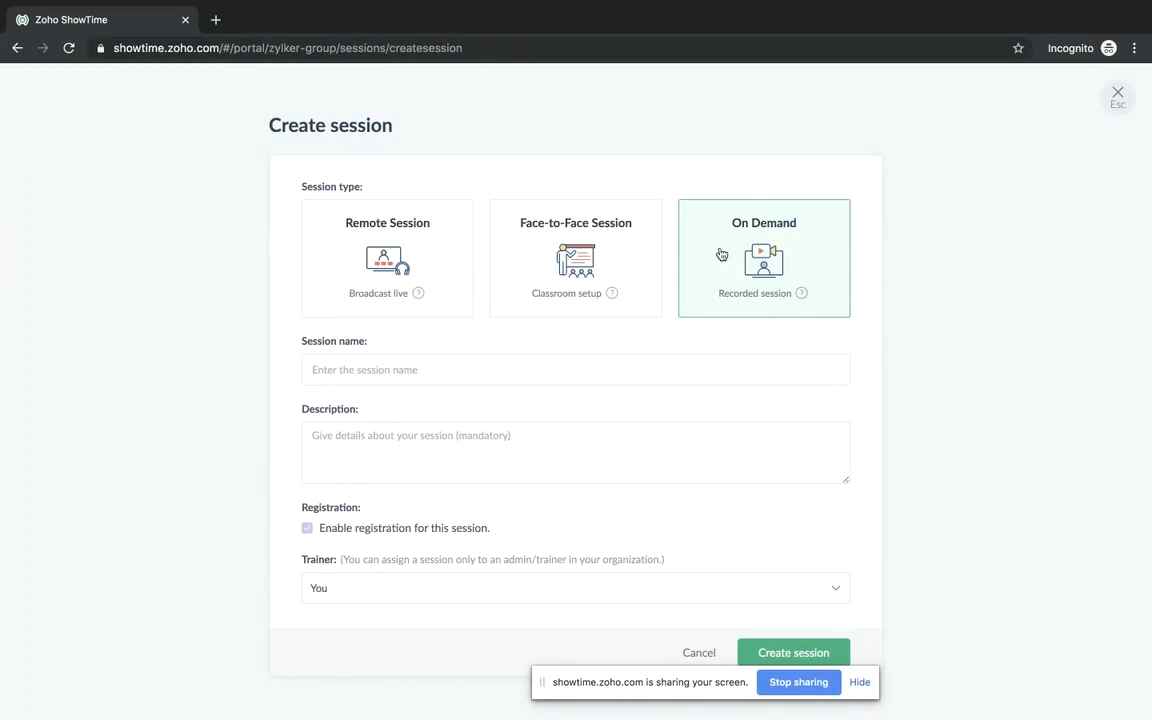 Zoho ShowTime
showtime.zoho.com/#/portal/zylker-group/sessions/createsession
Incognito
Esc
Create session
Session type:
Remote Session
Broadcast live ?
Face-to-Face Session
Classroom setup ?
On Demand
Recorded session ?
Session name:
Enter the session name
Description:
Give details about your session (mandatory)
Registration:
Enable registration for this session.
Trainer: (You can assign a session only to an admin/trainer in your organization.)
You
Cancel
Create session
showtime.zoho.com is sharing your screen.
Stop sharing
Hide